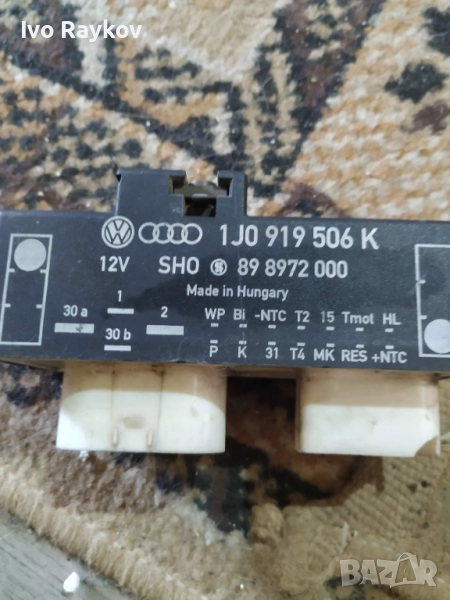 Ivo Raykov
1J0 919 506 K
12V SHO 89 8972 000
Made in Hungary
1
30 a 2
30 b
WP Bi -NTC T2 15 Tmot HL
P K 31 T4 MK RES +NTC
BAZAR